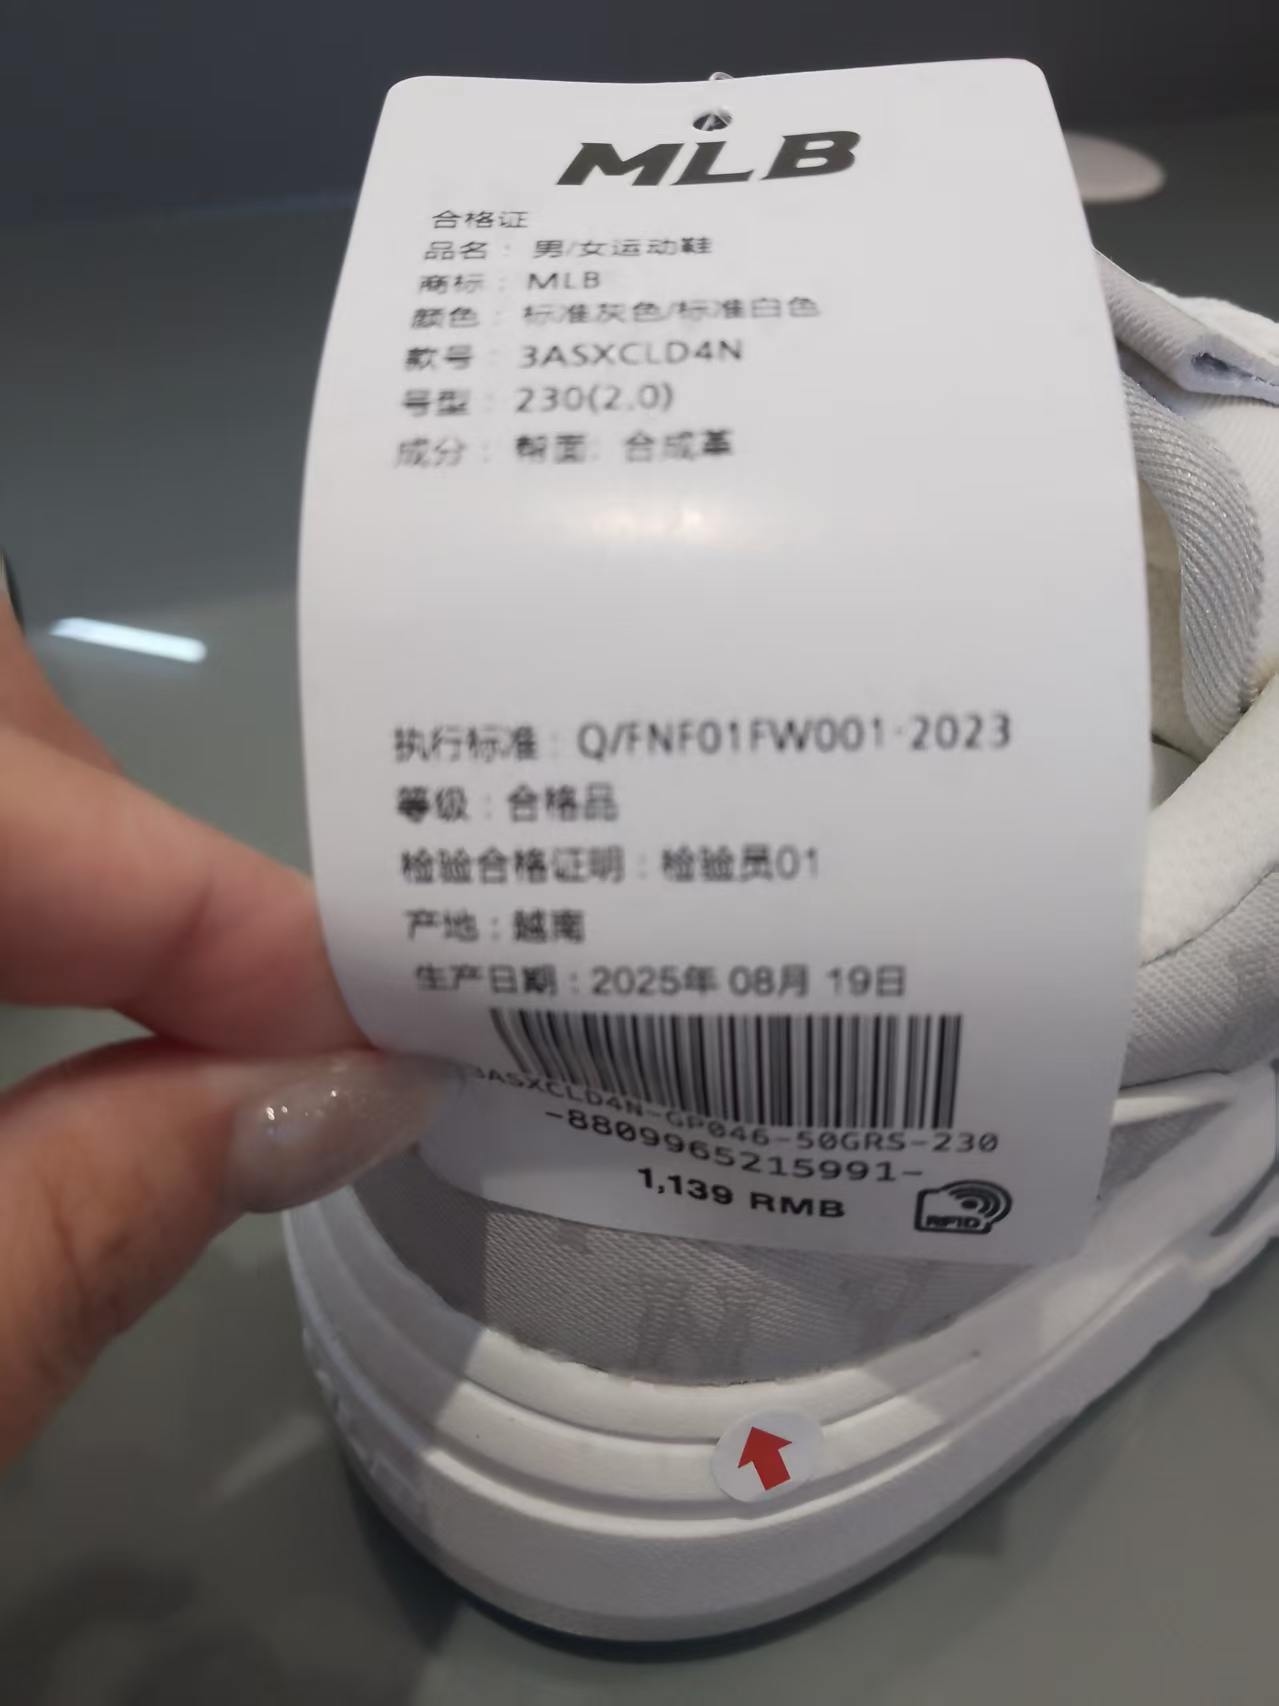 MLB
合格证
品名： 男/女运动鞋
商标： MLB
颜色： 标准灰色/标准白色
款号： 3ASXCLD4N
号型： 230(2.0)
成分： 帮面: 合成革
执行标准： Q/FNF01FW001-2023
等级：合格品
检验合格证明：检验员01
产地：越南
生产日期：2025年 08月 19日
3ASXCLD4N-GP046-50GRS-230
-8809965215991-
1,139 RMB
RFID